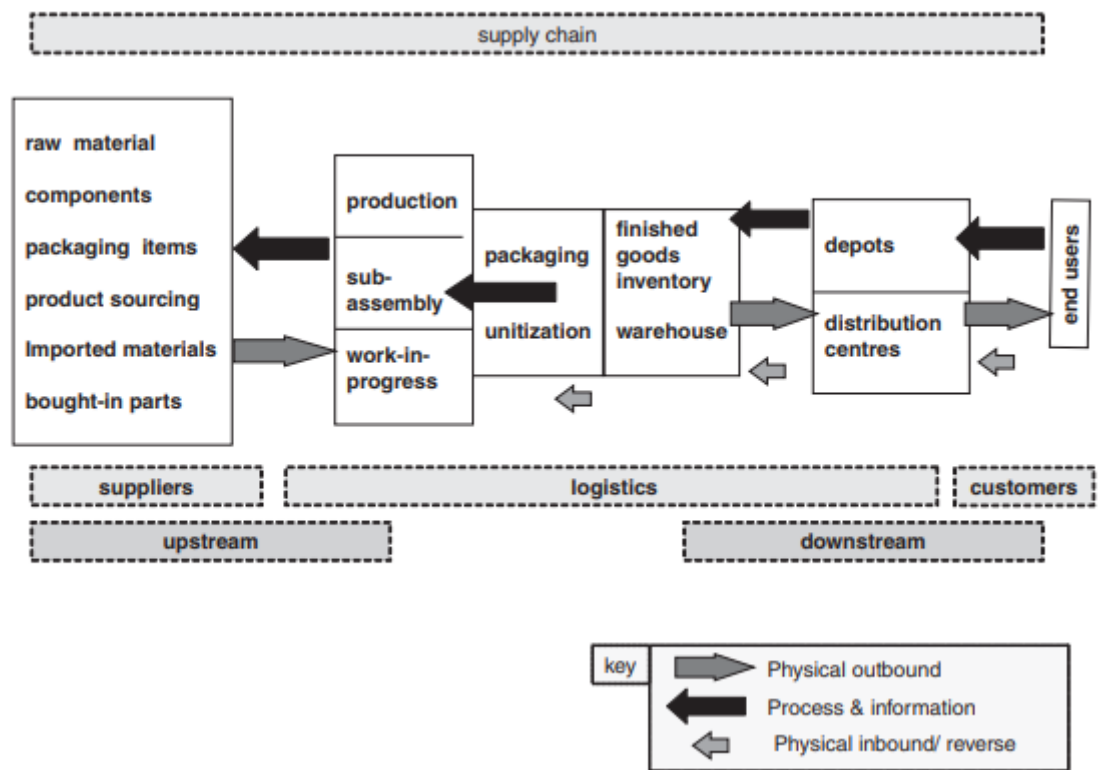 supply chain
raw material
components
packaging items
product sourcing
Imported materials
bought-in parts
production
sub-
assembly
work-in-
progress
packaging
unitization
finished
goods
inventory
warehouse
depots
distribution
centres
end users
suppliers
logistics
customers
upstream
downstream
key
Physical outbound
Process & information
Physical inbound/ reverse